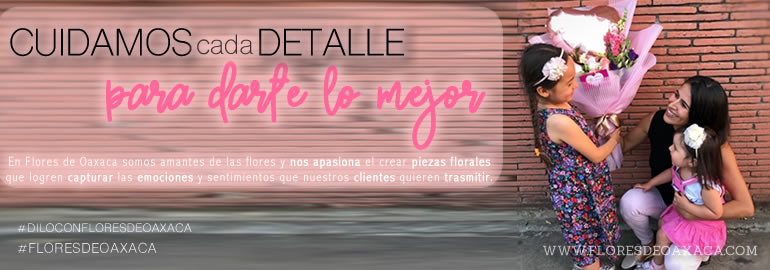 CUIDAMOS cada DETALLE
para darte lo mejor
En Flores de Oaxaca somos amantes de las flores y nos apasiona el crear piezas florales
que logren capturar las emociones y sentimientos que nuestros clientes quieren trasmitir.
#DILOCONFLORESDEOAXACA
#FLORESDEOAXACA
WWW.FLORESDEOAXACA.COM